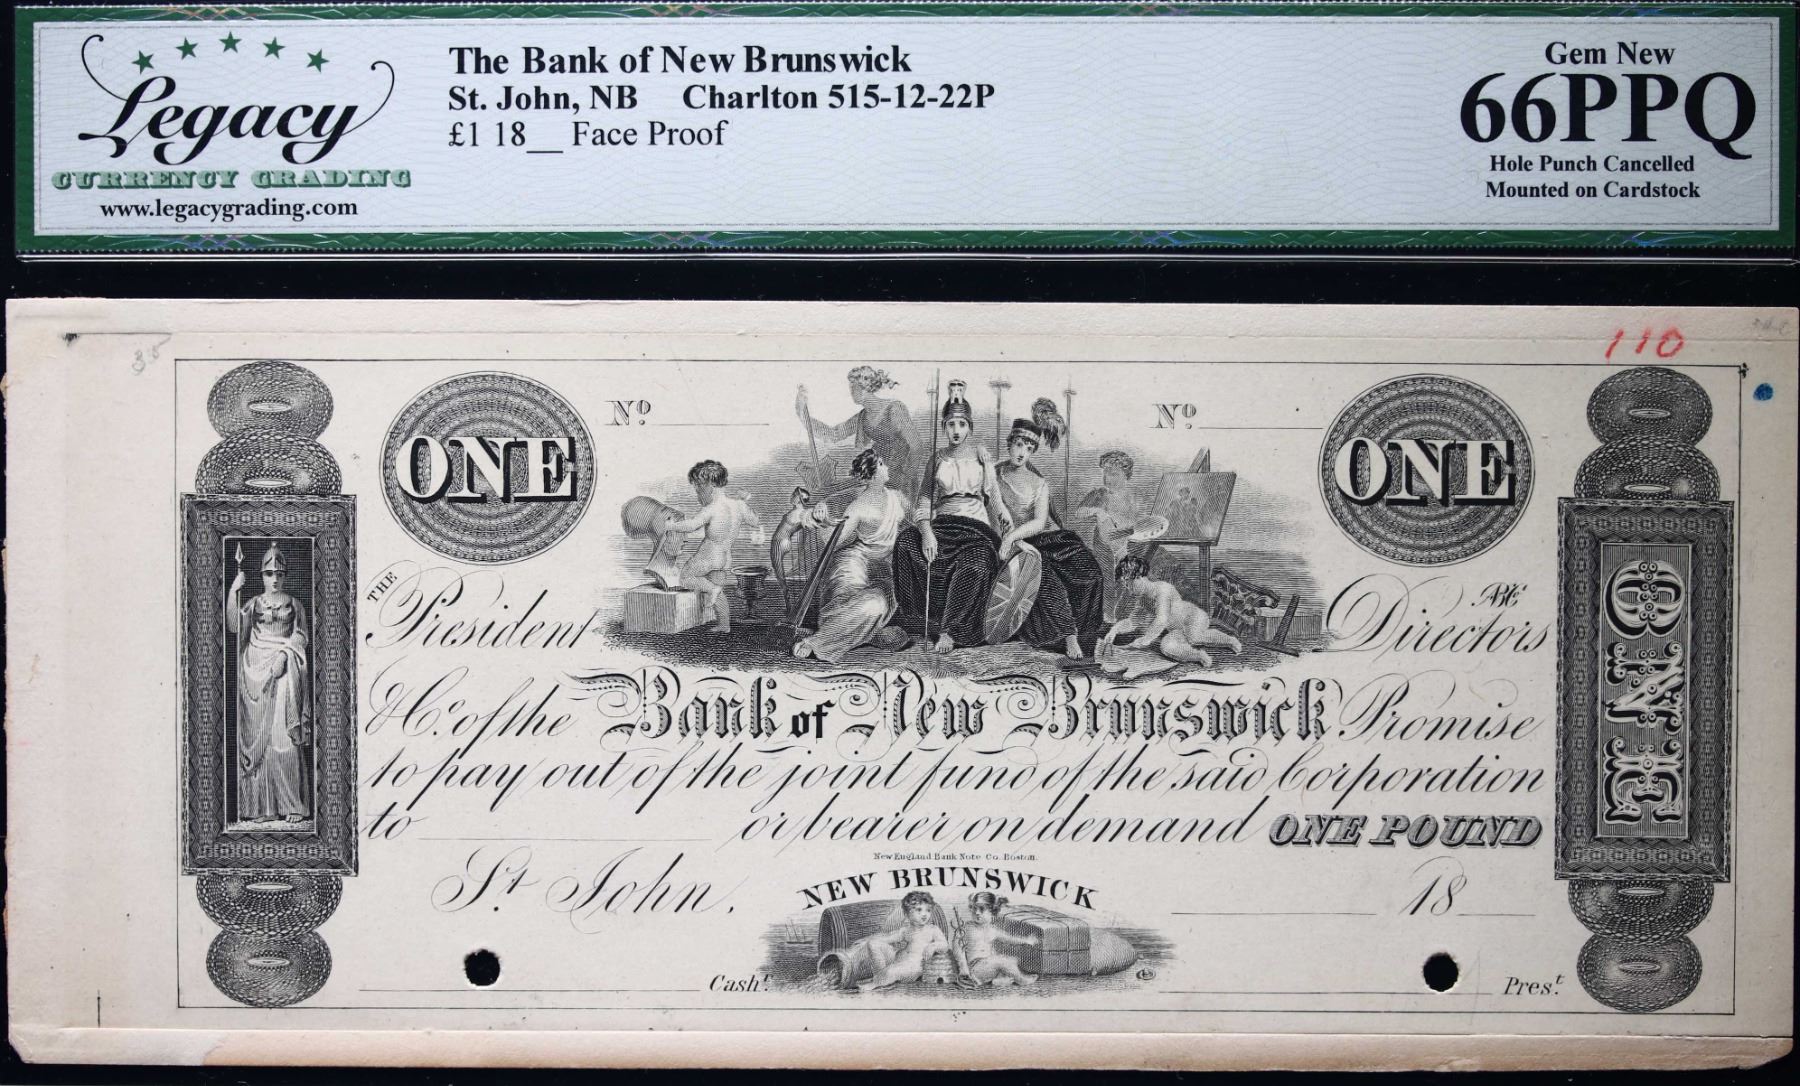 Legacy
CURRENCY GRADING
www.legacygrading.com
The Bank of New Brunswick
St. John, NB Charlton 515-12-22P
£1 18__ Face Proof
Gem New
66PPQ
Hole Punch Cancelled
Mounted on Cardstock
35
110
ONE
Nº
Nº
ONE
THE
President
Directors
& Cº. of the Bank of New Brunswick Promise
to pay out of the joint fund of the said Corporation
to or bearer on demand ONE POUND
ONE
New England Bank Note Co. Boston.
St. John,
NEW BRUNSWICK
18
Cashr.
Prest.